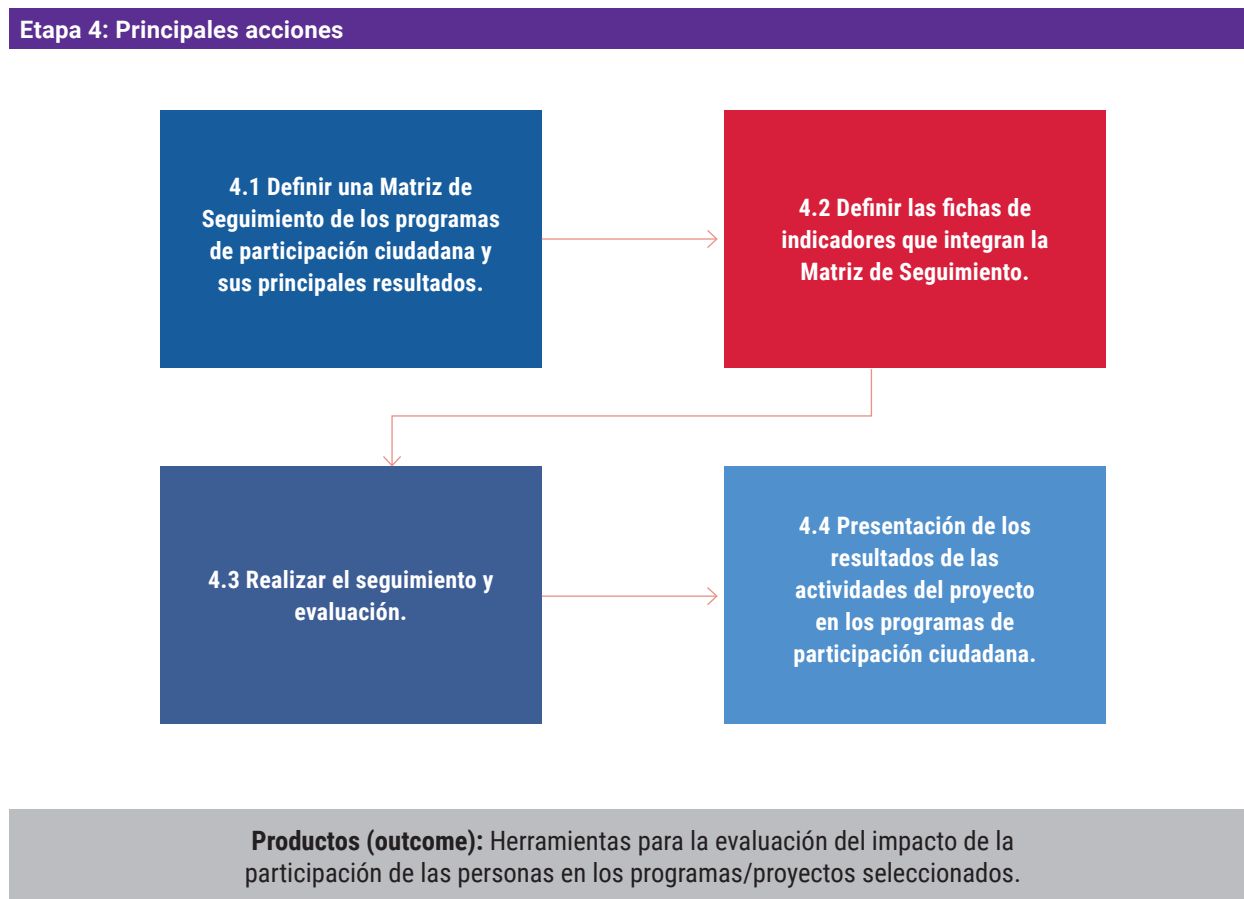 Etapa 4: Principales acciones
4.1 Definir una Matriz de
Seguimiento de los programas
de participación ciudadana y
sus principales resultados.
4.2 Definir las fichas de
indicadores que integran la
Matriz de Seguimiento.
4.3 Realizar el seguimiento y
evaluación.
4.4 Presentación de los
resultados de las
actividades del proyecto
en los programas de
participación ciudadana.
Productos (outcome): Herramientas para la evaluación del impacto de la
participación de las personas en los programas/proyectos seleccionados.